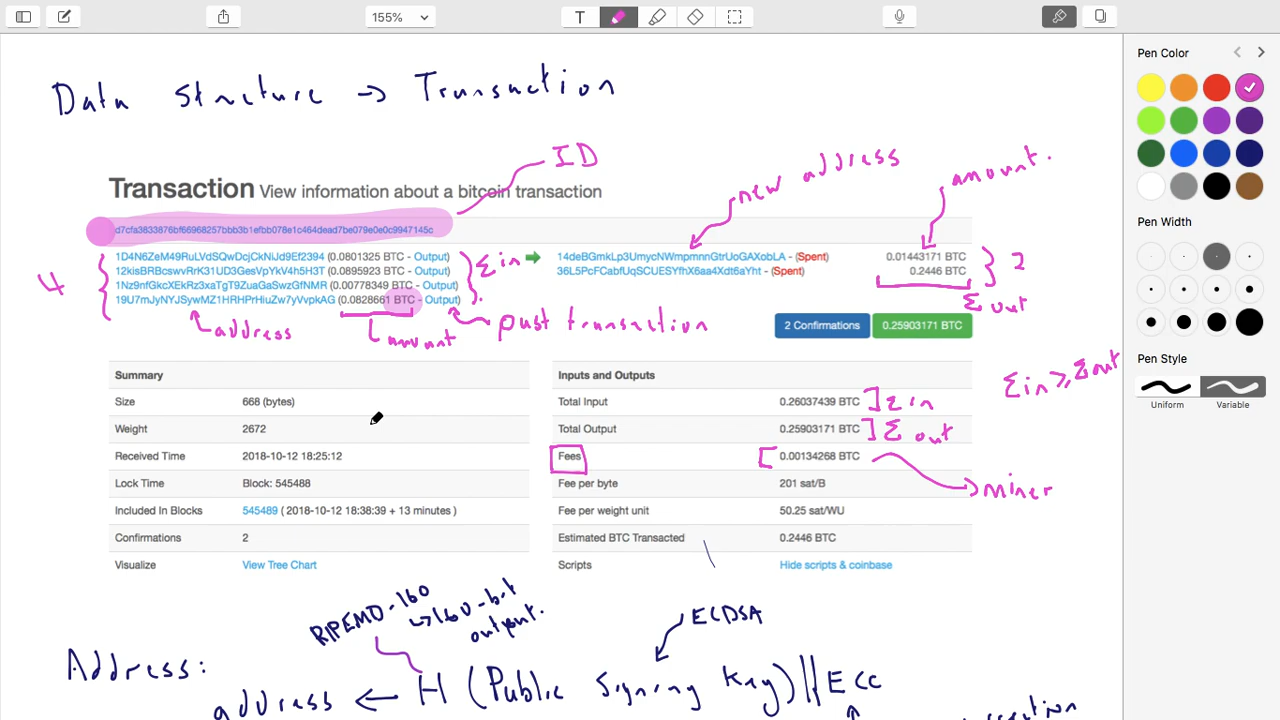 155%
T
Pen Color
Data Structure → Transaction
ID
new address
amount.
Transaction View information about a bitcoin transaction
d7cfa3833876bf66968257bbb3b1efbb078e1c464dead7be079e0e0c9947145c
1D4N6ZeM49RuLVdSQwDcjCkNiJd9Ef2394 (0.0801325 BTC - Output)
12kisBRBcswvRrK31UD3GesVpYkV4h5H3T (0.0895923 BTC - Output)
1Nz9nfGkcXEkRz3xaTgT9ZuaGaSwzGfNMR (0.00778349 BTC - Output)
19U7mJyNYJSywMZ1HRHPrHiuZw7yVvpkAG (0.0828661 BTC - Output)
4
Σin
14deBGmkLp3UmycNWmpmnnGtrUoGAXobLA - (Spent) 0.01443171 BTC
36L5PcFCabfUqSCUESYfhX6aa4Xdt6aYht - (Spent) 0.2446 BTC
2
Σ out
address
amount
past transaction
2 Confirmations 0.25903171 BTC
Pen Width
Pen Style
Uniform Variable
Summary
Size 668 (bytes)
Weight 2672
Received Time 2018-10-12 18:25:12
Lock Time Block: 545488
Included In Blocks 545489 ( 2018-10-12 18:38:39 + 13 minutes )
Confirmations 2
Visualize View Tree Chart
Inputs and Outputs
Total Input 0.26037439 BTC ] Σ in
Total Output 0.25903171 BTC ] Σ out
Fees [ 0.00134268 BTC
Fee per byte 201 sat/B
Fee per weight unit 50.25 sat/WU
Estimated BTC Transacted 0.2446 BTC
Scripts Hide scripts & coinbase
Σin ≥ Σout
→ miner
RIPEMD-160
↳ 160-bit
output.
ECDSA
Address:
address ← H (Public Signing Key) || ECC